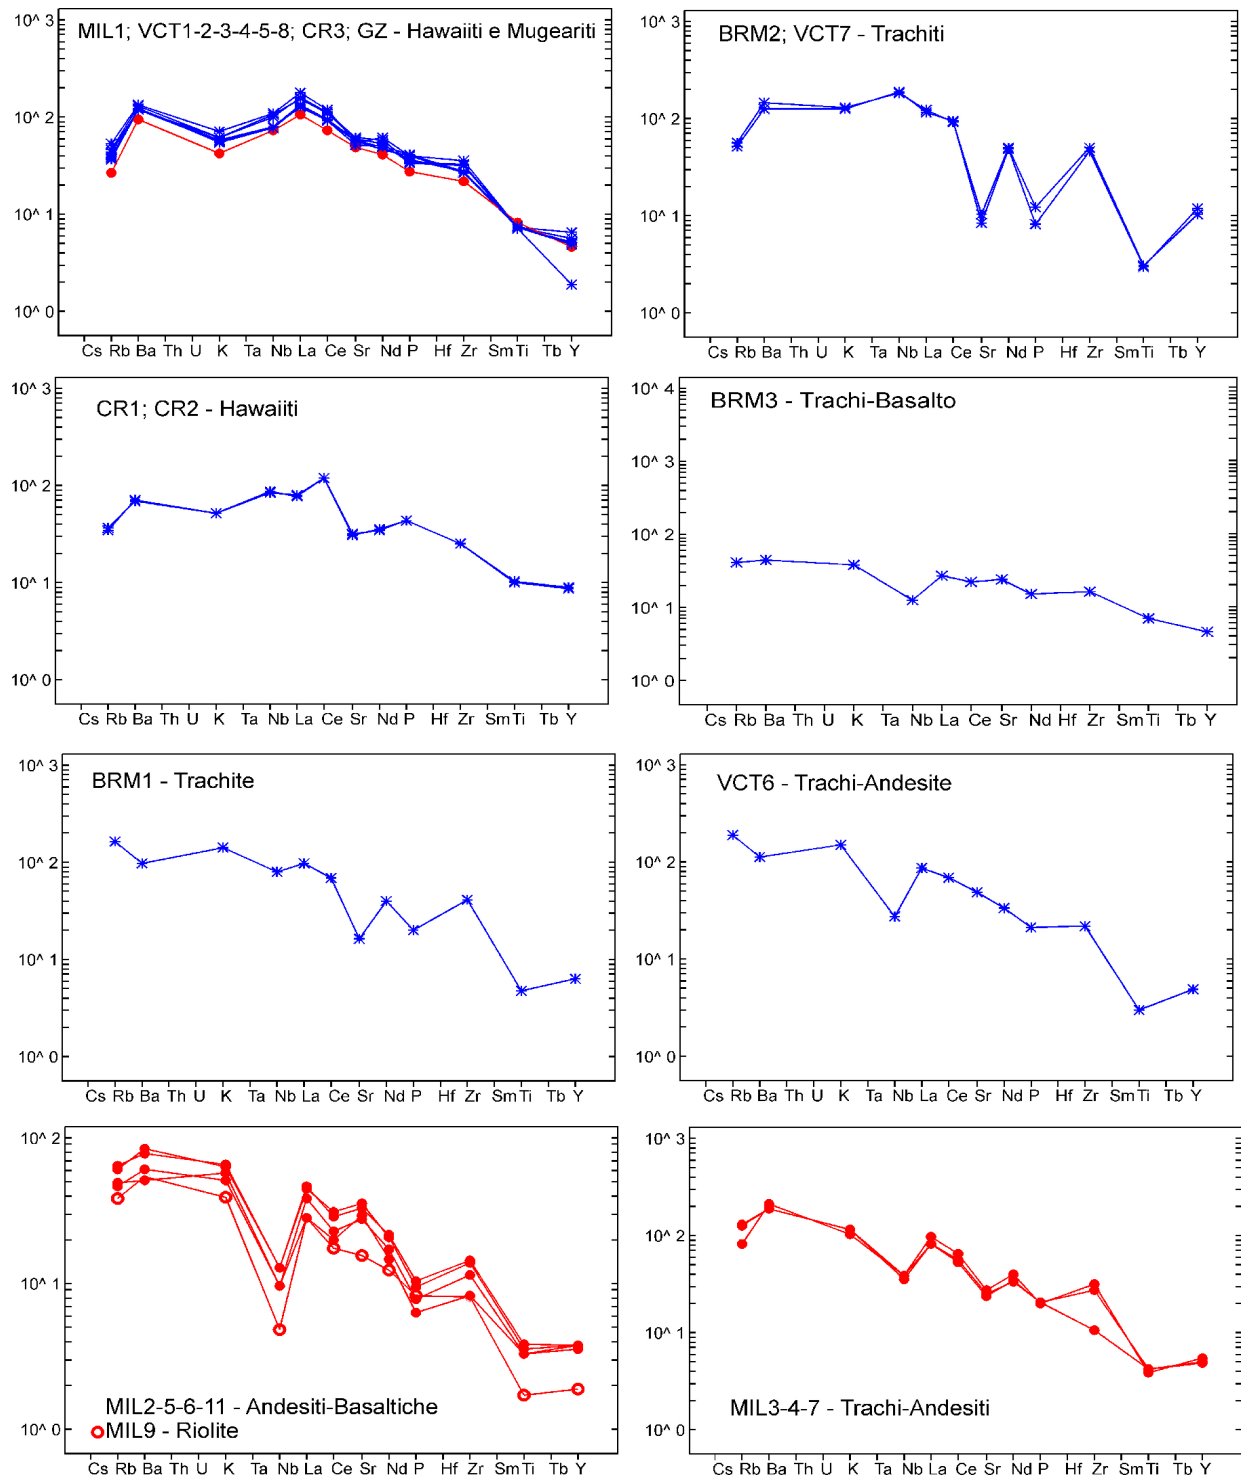 MIL1; VCT1-2-3-4-5-8; CR3; GZ - Hawaiiti e Mugeariti
10^ 3
10^ 2
10^ 1
10^ 0
Cs Rb Ba Th U K Ta Nb La Ce Sr Nd P Hf Zr Sm Ti Tb Y
BRM2; VCT7 - Trachiti
10^ 3
10^ 2
10^ 1
10^ 0
Cs Rb Ba Th U K Ta Nb La Ce Sr Nd P Hf Zr Sm Ti Tb Y
CR1; CR2 - Hawaiiti
10^ 3
10^ 2
10^ 1
10^ 0
Cs Rb Ba Th U K Ta Nb La Ce Sr Nd P Hf Zr Sm Ti Tb Y
BRM3 - Trachi-Basalto
10^ 4
10^ 3
10^ 2
10^ 1
10^ 0
Cs Rb Ba Th U K Ta Nb La Ce Sr Nd Hf Zr Sm Ti Tb Y
BRM1 - Trachite
10^ 3
10^ 2
10^ 1
10^ 0
Cs Rb Ba Th U K Ta Nb La Ce Sr Nd P Hf Zr Sm Ti Tb Y
VCT6 - Trachi-Andesite
10^ 3
10^ 2
10^ 1
10^ 0
Cs Rb Ba Th U K Ta Nb La Ce Sr Nd P Hf Zr Sm Ti Tb Y
10^ 2
10^ 1
10^ 0
MIL2-5-6-11 - Andesiti-Basaltiche
MIL9 - Riolite
Cs Rb Ba Th U K Ta Nb La Ce Sr Nd P Hf Zr Sm Ti Tb Y
10^ 3
10^ 2
10^ 1
10^ 0
MIL3-4-7 - Trachi-Andesiti
Cs Rb Ba Th U K Ta Nb La Ce Sr Nd P Hf Zr Sm Ti Tb Y